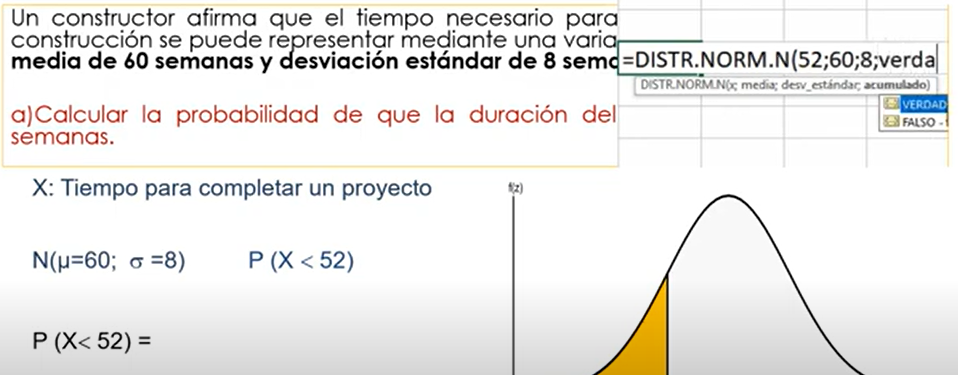 Un constructor afirma que el tiempo necesario para
construcción se puede representar mediante una varia
media de 60 semanas y desviación estándar de 8 sema
=DISTR.NORM.N(52;60;8;verda
DISTR.NORM.N(x; media; desv_estándar; acumulado)
VERDAD
FALSO -
a)Calcular la probabilidad de que la duración del
semanas.
X: Tiempo para completar un proyecto
f(z)
N(μ=60; σ =8) P (X < 52)
P (X< 52) =